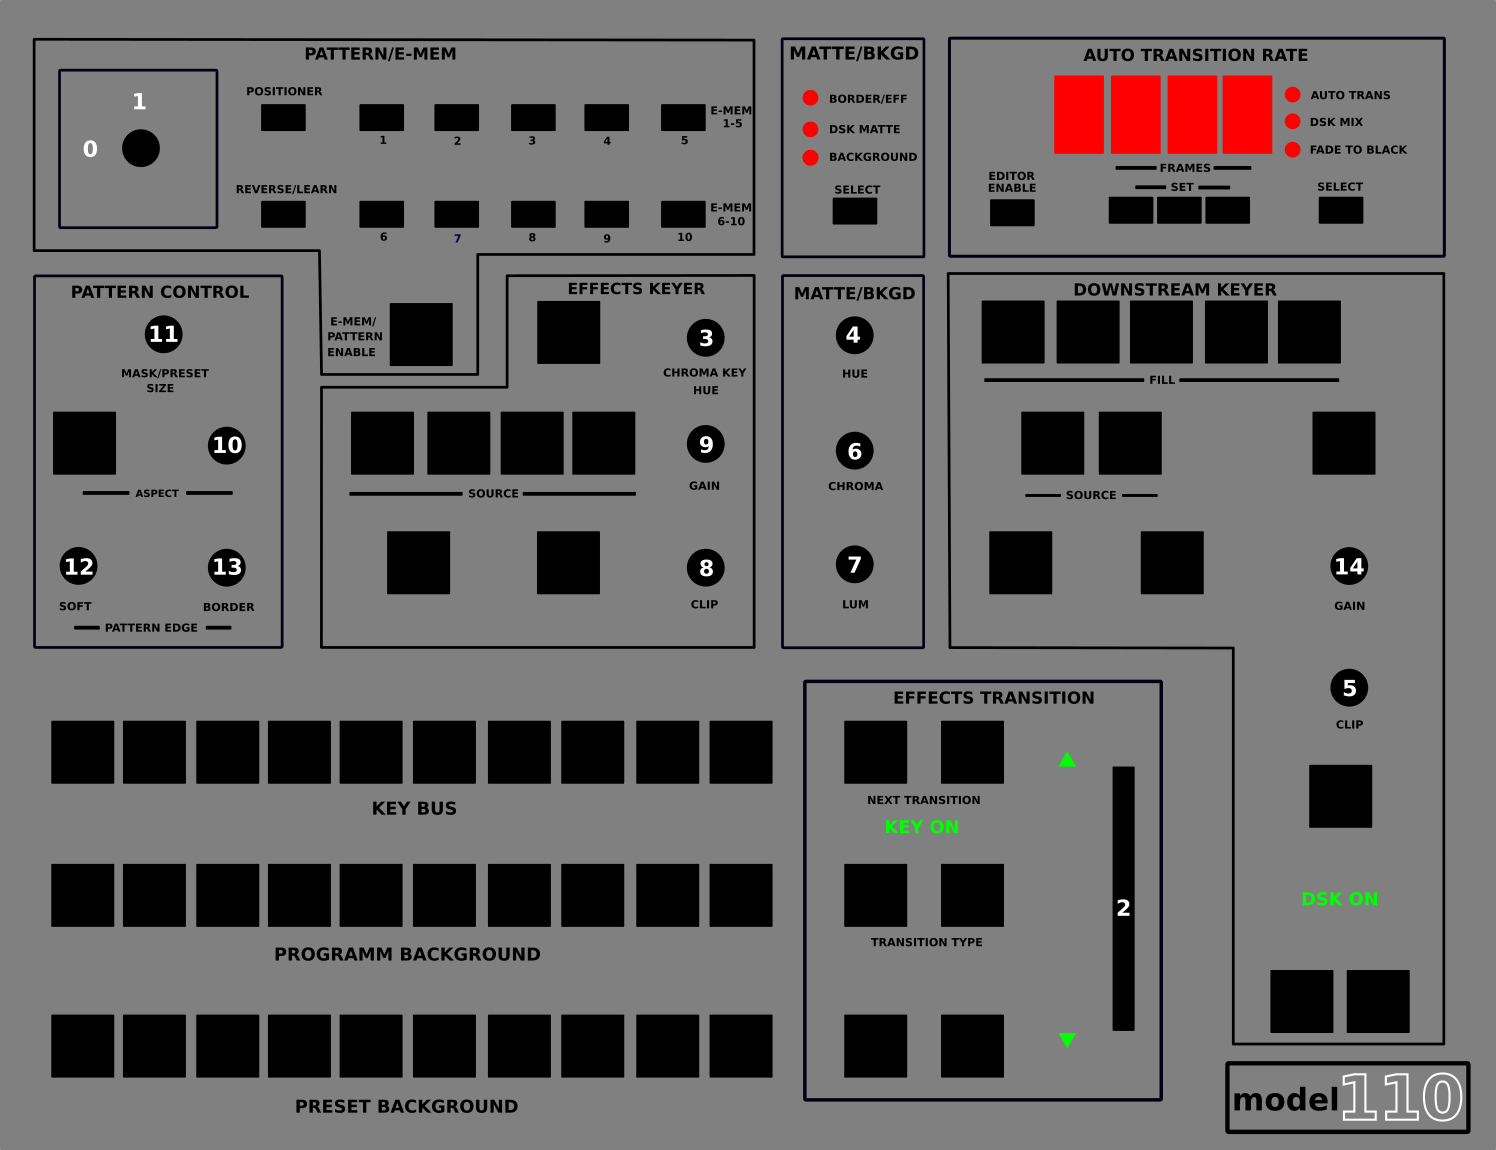 PATTERN/E-MEM
1
0
POSITIONER
1 2 3 4 5
E-MEM
1-5
REVERSE/LEARN
6 7 8 9 10
E-MEM
6-10
E-MEM/
PATTERN
ENABLE
MATTE/BKGD
BORDER/EFF
DSK MATTE
BACKGROUND
SELECT
AUTO TRANSITION RATE
AUTO TRANS
DSK MIX
FADE TO BLACK
FRAMES
SET
EDITOR
ENABLE
SELECT
PATTERN CONTROL
11
MASK/PRESET
SIZE
10
ASPECT
12
13
SOFT
BORDER
PATTERN EDGE
EFFECTS KEYER
3
CHROMA KEY
HUE
9
GAIN
SOURCE
8
CLIP
MATTE/BKGD
4
HUE
6
CHROMA
7
LUM
DOWNSTREAM KEYER
FILL
SOURCE
14
GAIN
5
CLIP
DSK ON
KEY BUS
PROGRAMM BACKGROUND
PRESET BACKGROUND
EFFECTS TRANSITION
NEXT TRANSITION
KEY ON
TRANSITION TYPE
2
model110